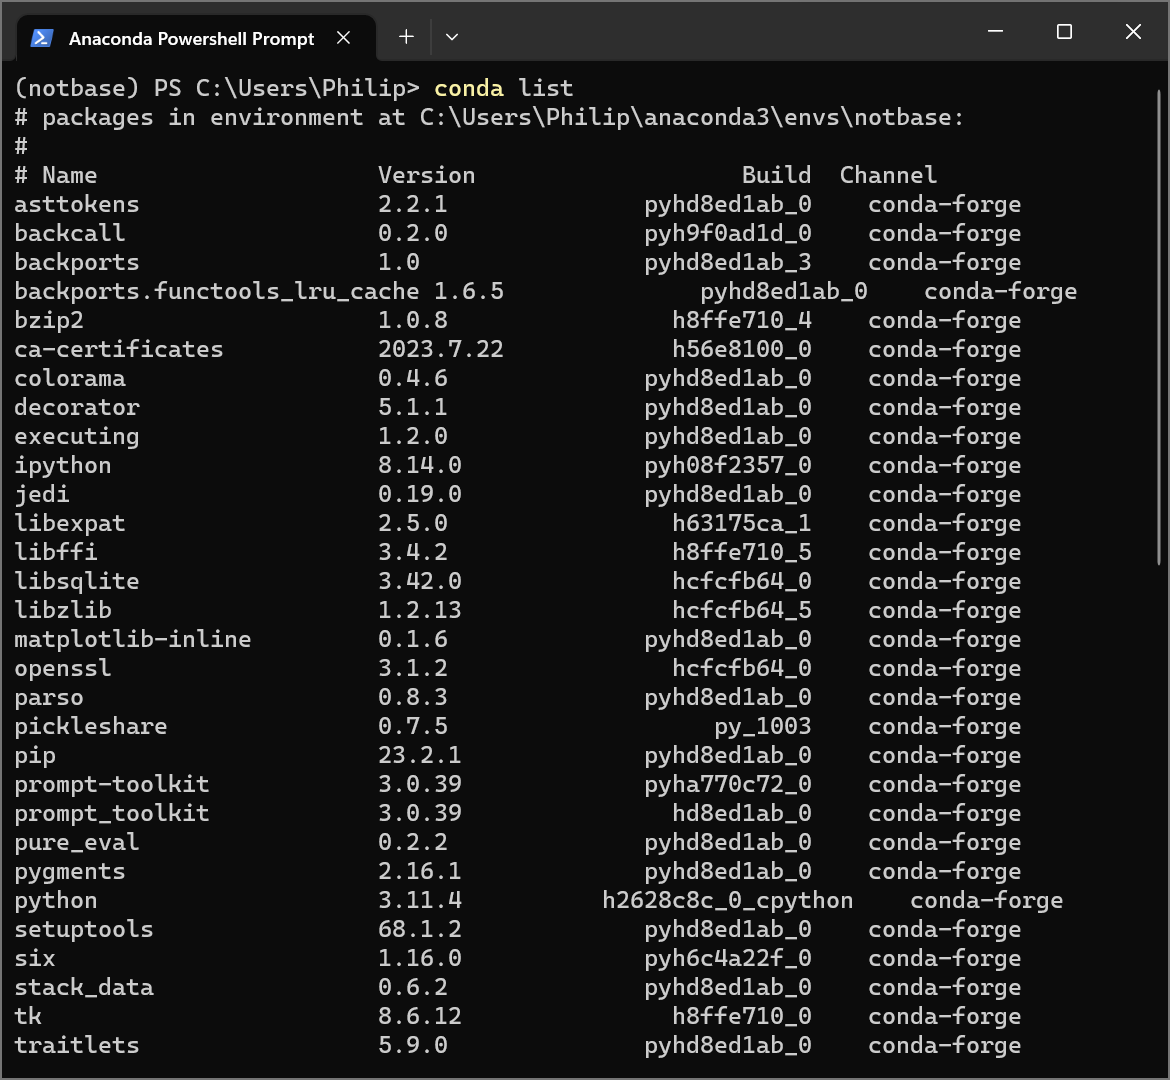 Anaconda Powershell Prompt
(notbase) PS C:\Users\Philip> conda list
# packages in environment at C:\Users\Philip\anaconda3\envs\notbase:
#
# Name                    Version                   Build  Channel
asttokens                 2.2.1              pyhd8ed1ab_0    conda-forge
backcall                  0.2.0              pyh9f0ad1d_0    conda-forge
backports                 1.0                pyhd8ed1ab_3    conda-forge
backports.functools_lru_cache 1.6.5              pyhd8ed1ab_0    conda-forge
bzip2                     1.0.8                h8ffe710_4    conda-forge
ca-certificates           2023.7.22            h56e8100_0    conda-forge
colorama                  0.4.6              pyhd8ed1ab_0    conda-forge
decorator                 5.1.1              pyhd8ed1ab_0    conda-forge
executing                 1.2.0              pyhd8ed1ab_0    conda-forge
ipython                   8.14.0             pyh08f2357_0    conda-forge
jedi                      0.19.0             pyhd8ed1ab_0    conda-forge
libexpat                  2.5.0                h63175ca_1    conda-forge
libffi                    3.4.2                h8ffe710_5    conda-forge
libsqlite                 3.42.0               hcfcfb64_0    conda-forge
libzlib                   1.2.13               hcfcfb64_5    conda-forge
matplotlib-inline         0.1.6              pyhd8ed1ab_0    conda-forge
openssl                   3.1.2                hcfcfb64_0    conda-forge
parso                     0.8.3              pyhd8ed1ab_0    conda-forge
pickleshare               0.7.5                   py_1003    conda-forge
pip                       23.2.1             pyhd8ed1ab_0    conda-forge
prompt-toolkit            3.0.39             pyha770c72_0    conda-forge
prompt_toolkit            3.0.39               hd8ed1ab_0    conda-forge
pure_eval                 0.2.2              pyhd8ed1ab_0    conda-forge
pygments                  2.16.1             pyhd8ed1ab_0    conda-forge
python                    3.11.4          h2628c8c_0_cpython    conda-forge
setuptools                68.1.2             pyhd8ed1ab_0    conda-forge
six                       1.16.0             pyh6c4a22f_0    conda-forge
stack_data                0.6.2              pyhd8ed1ab_0    conda-forge
tk                        8.6.12               h8ffe710_0    conda-forge
traitlets                 5.9.0              pyhd8ed1ab_0    conda-forge